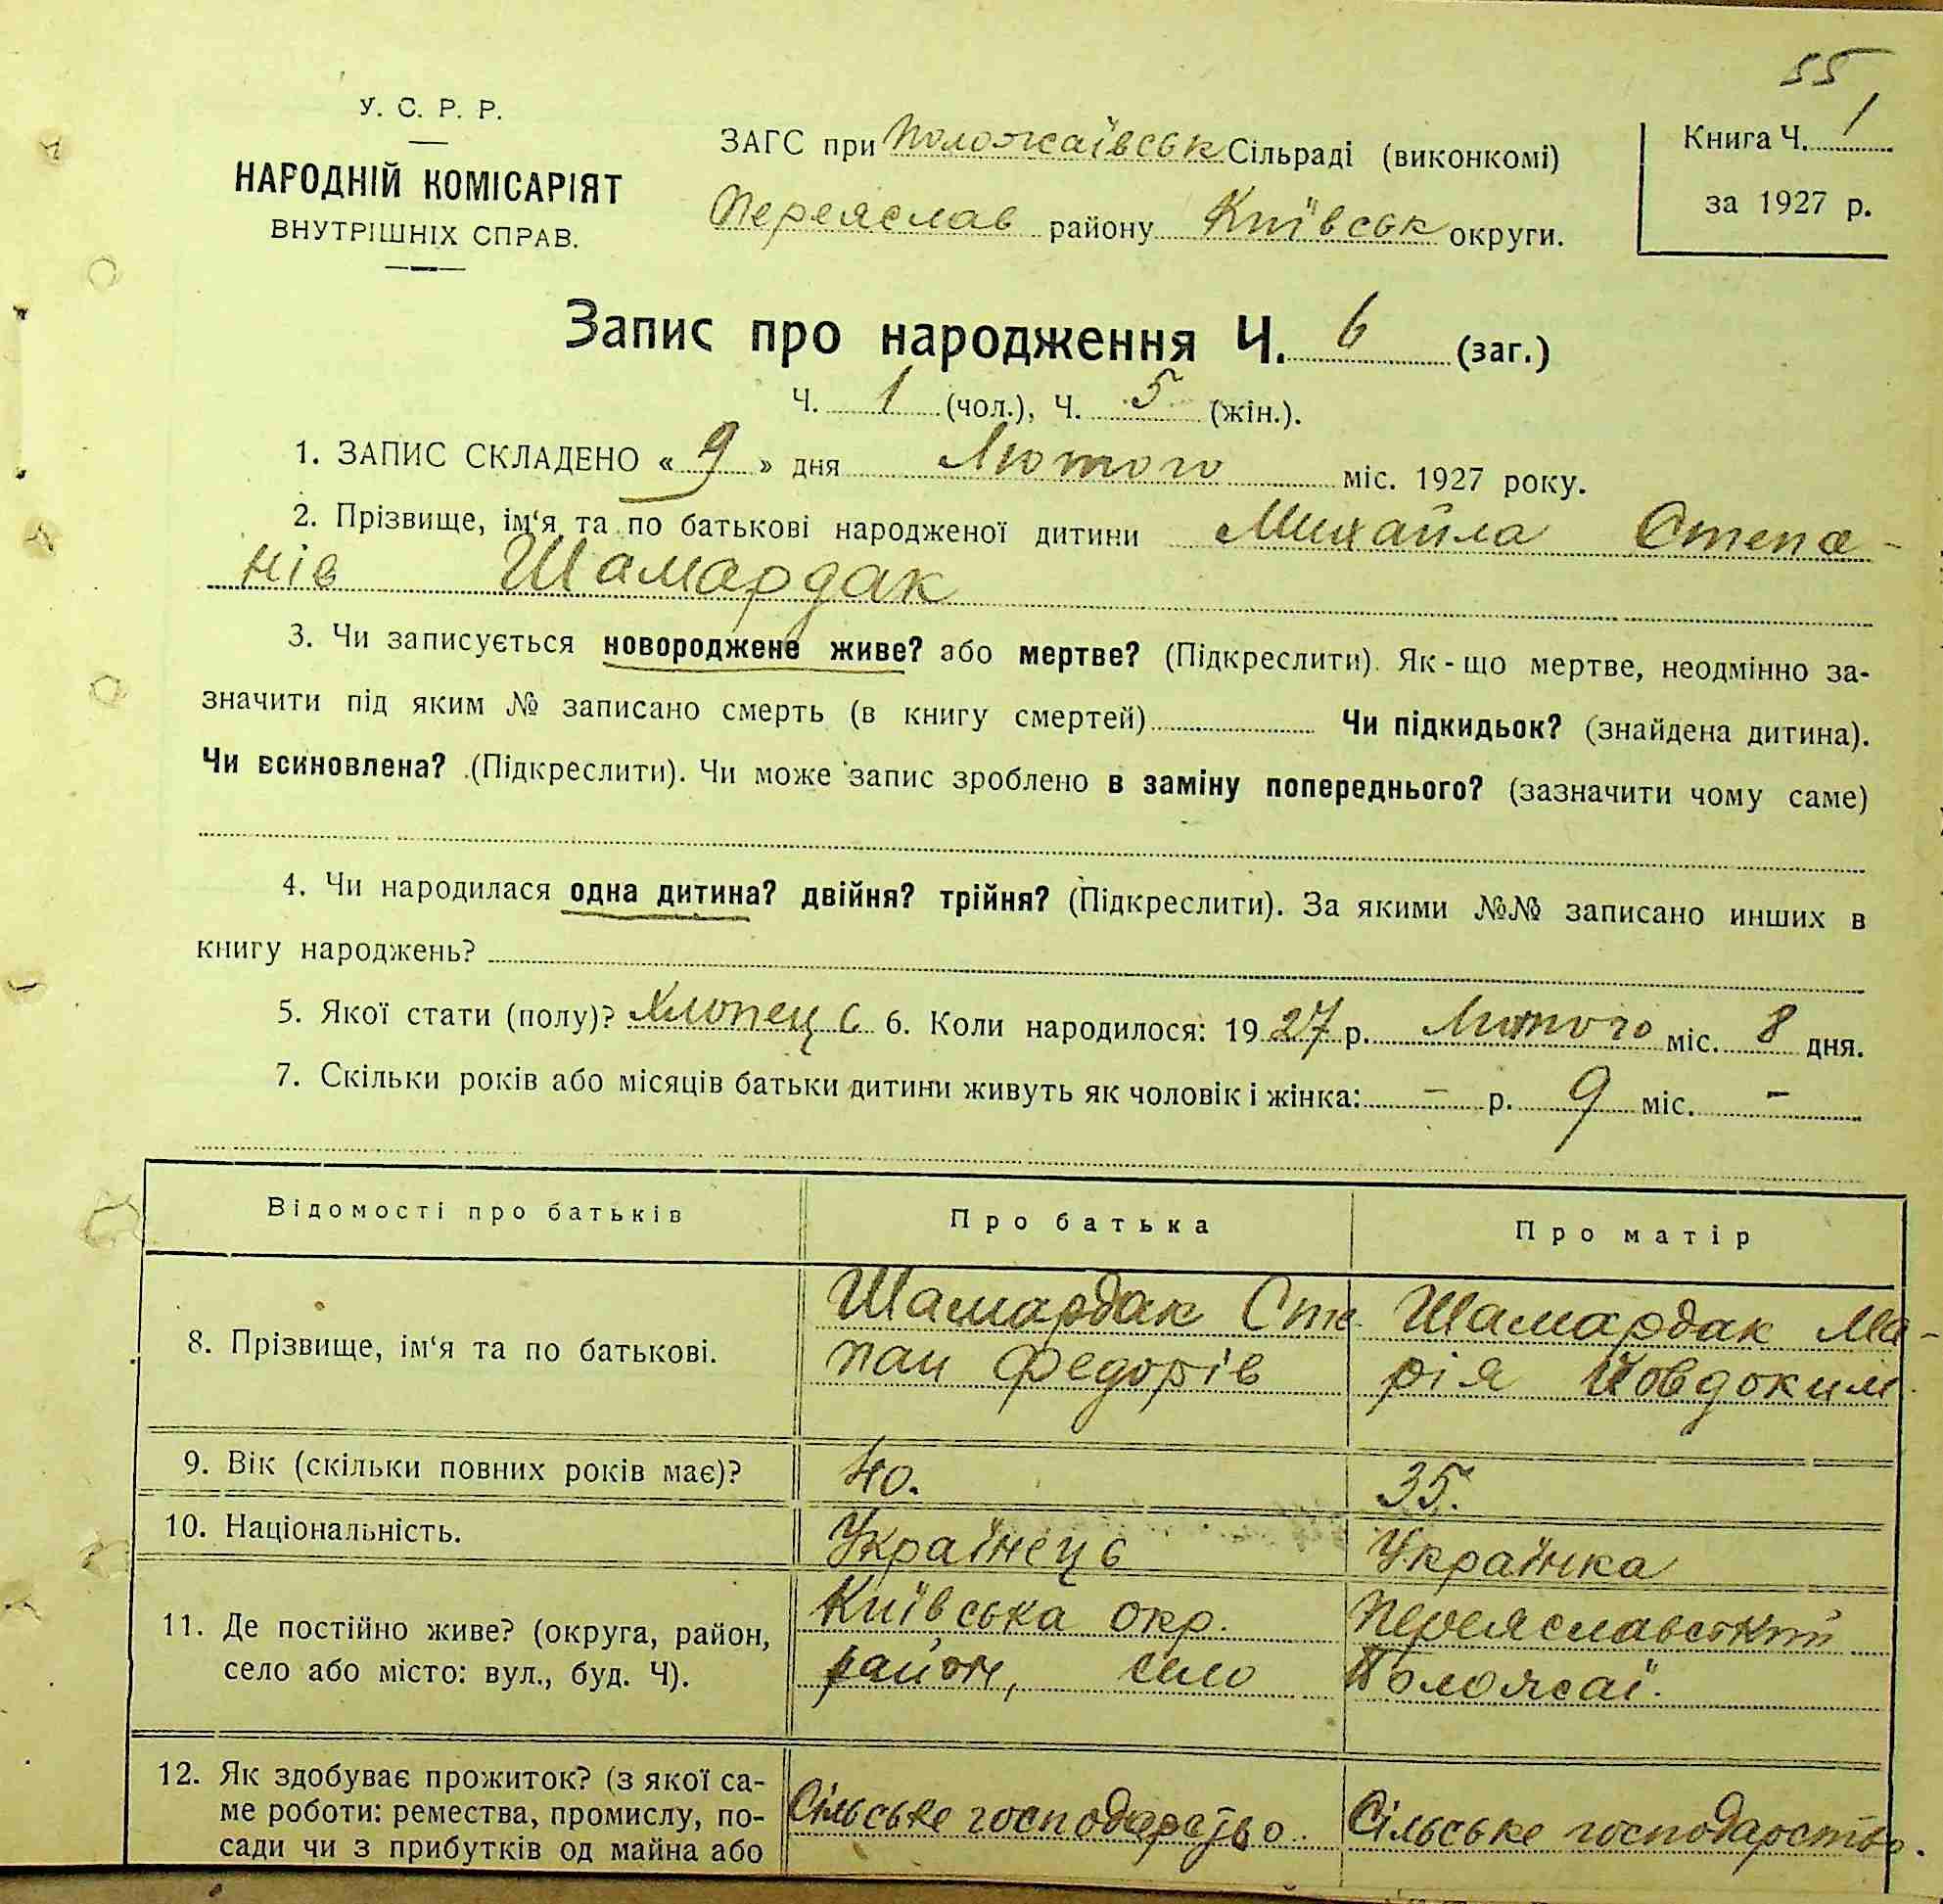 55
У. С. Р. Р.
НАРОДНІЙ КОМІСАРІЯТ
ВНУТРІШНІХ СПРАВ.
ЗАГС при Положаївськ Сільраді (виконкомі)
Переяслав району Київськ округи.
Книга Ч. 1
за 1927 р.
Запис про народження Ч. 6 (заг.)
Ч. 1 (чол.), Ч. 5 (жін.).
1. ЗАПИС СКЛАДЕНО « 9 » дня Лютого міс. 1927 року.
2. Прізвище, ім‘я та по батькові народженої дитини Михайла Степа-
нів Шамардак
3. Чи записується новороджене живе? або мертве? (Підкреслити). Як-що мертве, неодмінно за-
значити під яким № записано смерть (в книгу смертей) Чи підкидьок? (знайдена дитина).
Чи всиновлена? (Підкреслити). Чи може запис зроблено в заміну попереднього? (зазначити чому саме)
4. Чи народилася одна дитина? двійня? трійня? (Підкреслити). За якими №№ записано инших в
книгу народжень?
5. Якої стати (полу)? Хлопець 6. Коли народилося: 1927 р. Лютого міс. 8 дня.
7. Скільки років або місяців батьки дитини живуть як чоловік і жінка: – р. 9 міс. –
Відомості про батьків Про батька Про матір
8. Прізвище, ім‘я та по батькові. Шамардак Сте Шамардак Ма-
пан Федорів рія Йовдоким.
9. Вік (скільки повних років має)? 40. 35.
10. Національність. Українець Українка
11. Де постійно живе? (округа, район, Київська окр. Переяславський
село або місто: вул., буд. Ч). район, село Положаї.
12. Як здобуває прожиток? (з якої са-
ме роботи: ремества, промислу, по- Сільське господарство. Сільське господарство.
сади чи з прибутків од майна або